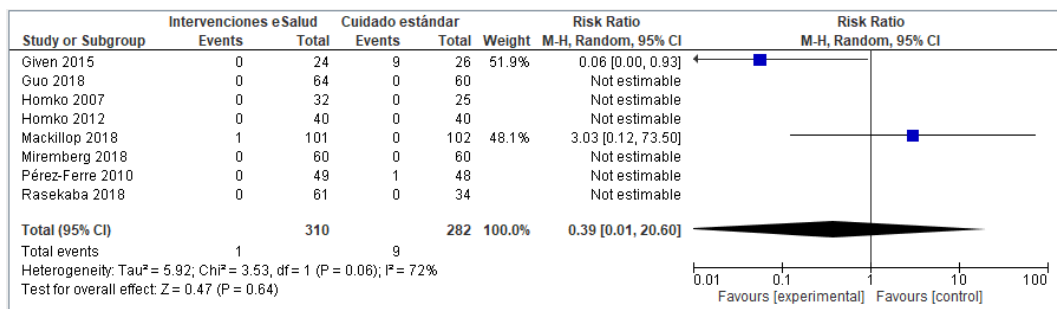 Intervenciones eSalud Cuidado estándar Risk Ratio Risk Ratio
Study or Subgroup Events Total Events Total Weight M-H, Random, 95% CI M-H, Random, 95% CI
Given 2015 0 24 9 26 51.9% 0.06 [0.00, 0.93]
Guo 2018 0 64 0 60 Not estimable
Homko 2007 0 32 0 25 Not estimable
Homko 2012 0 40 0 40 Not estimable
Mackillop 2018 1 101 0 102 48.1% 3.03 [0.12, 73.50]
Miremberg 2018 0 60 0 60 Not estimable
Pérez-Ferre 2010 0 49 1 48 Not estimable
Rasekaba 2018 0 61 0 34 Not estimable
Total (95% CI) 310 282 100.0% 0.39 [0.01, 20.60]
Total events 1 9
Heterogeneity: Tau² = 5.92; Chi² = 3.53, df = 1 (P = 0.06); I² = 72%
Test for overall effect: Z = 0.47 (P = 0.64)
0.01 0.1 1 10 100
Favours [experimental] Favours [control]